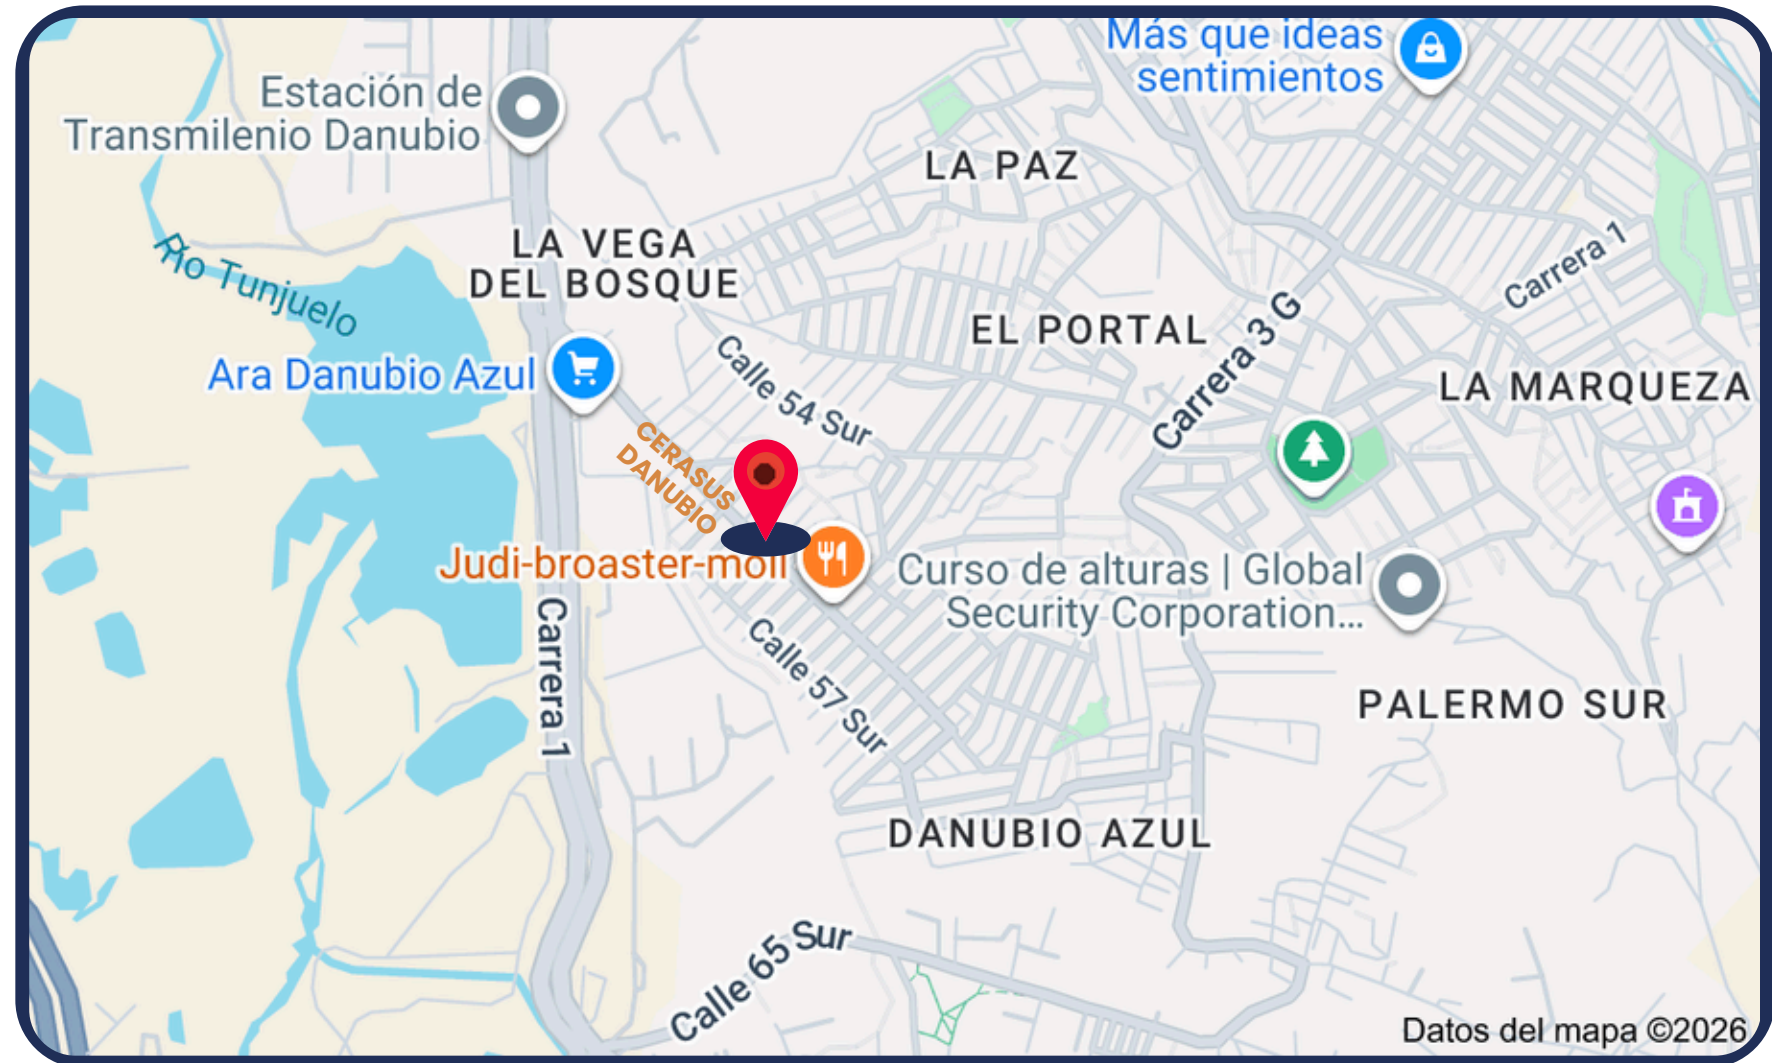 Más que ideas
sentimientos
Estación de
Transmilenio Danubio
LA PAZ
LA VEGA
DEL BOSQUE
Río Tunjuelo
Carrera 1
EL PORTAL
Carrera 3 G
Calle 54 Sur
Ara Danubio Azul
LA MARQUEZA
CERASUS
DANUBIO
Judi-broaster-moll
Curso de alturas | Global
Security Corporation...
Carrera 1
Calle 57 Sur
PALERMO SUR
DANUBIO AZUL
Calle 65 Sur
Datos del mapa ©2026